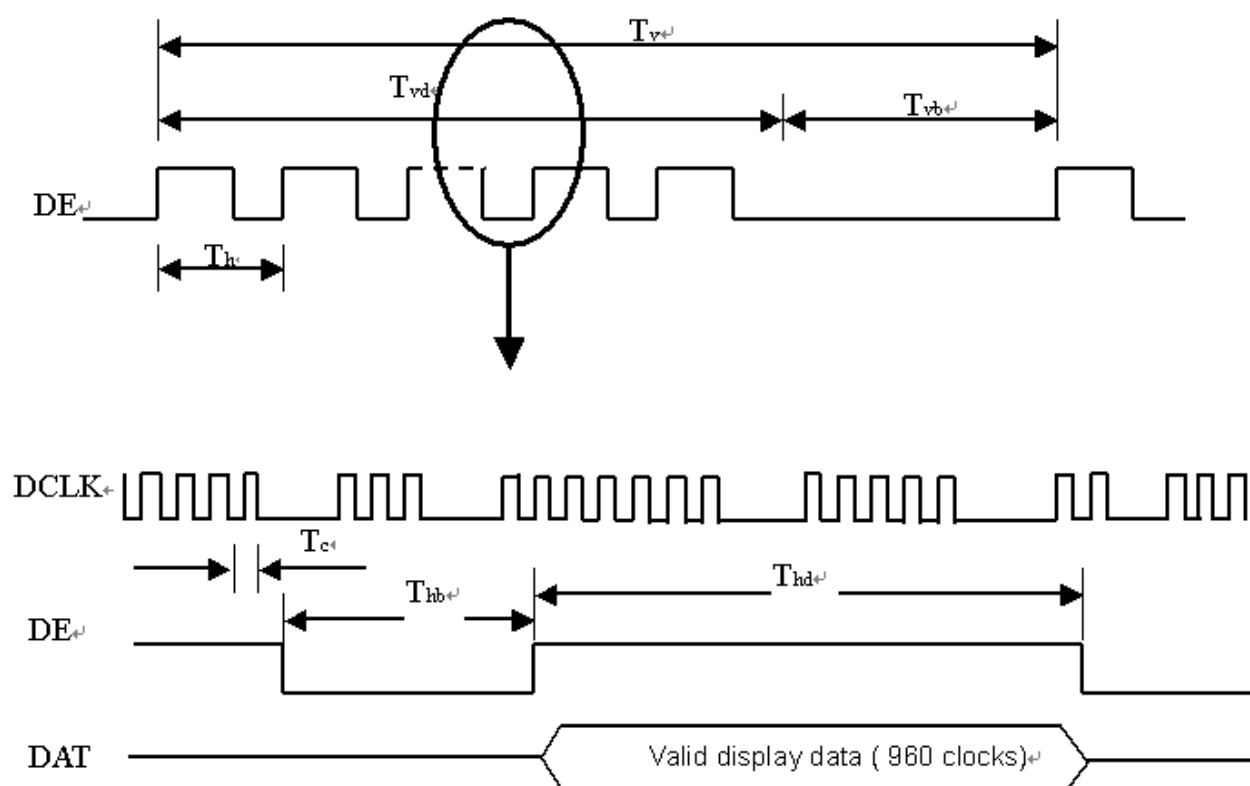 Tv↵
Tvd↵
Tvb↵
DE↵
Th↵
DCLK↵
Tc↵
Thb↵
Thd↵
DE↵
DAT
Valid display data ( 960 clocks)↵